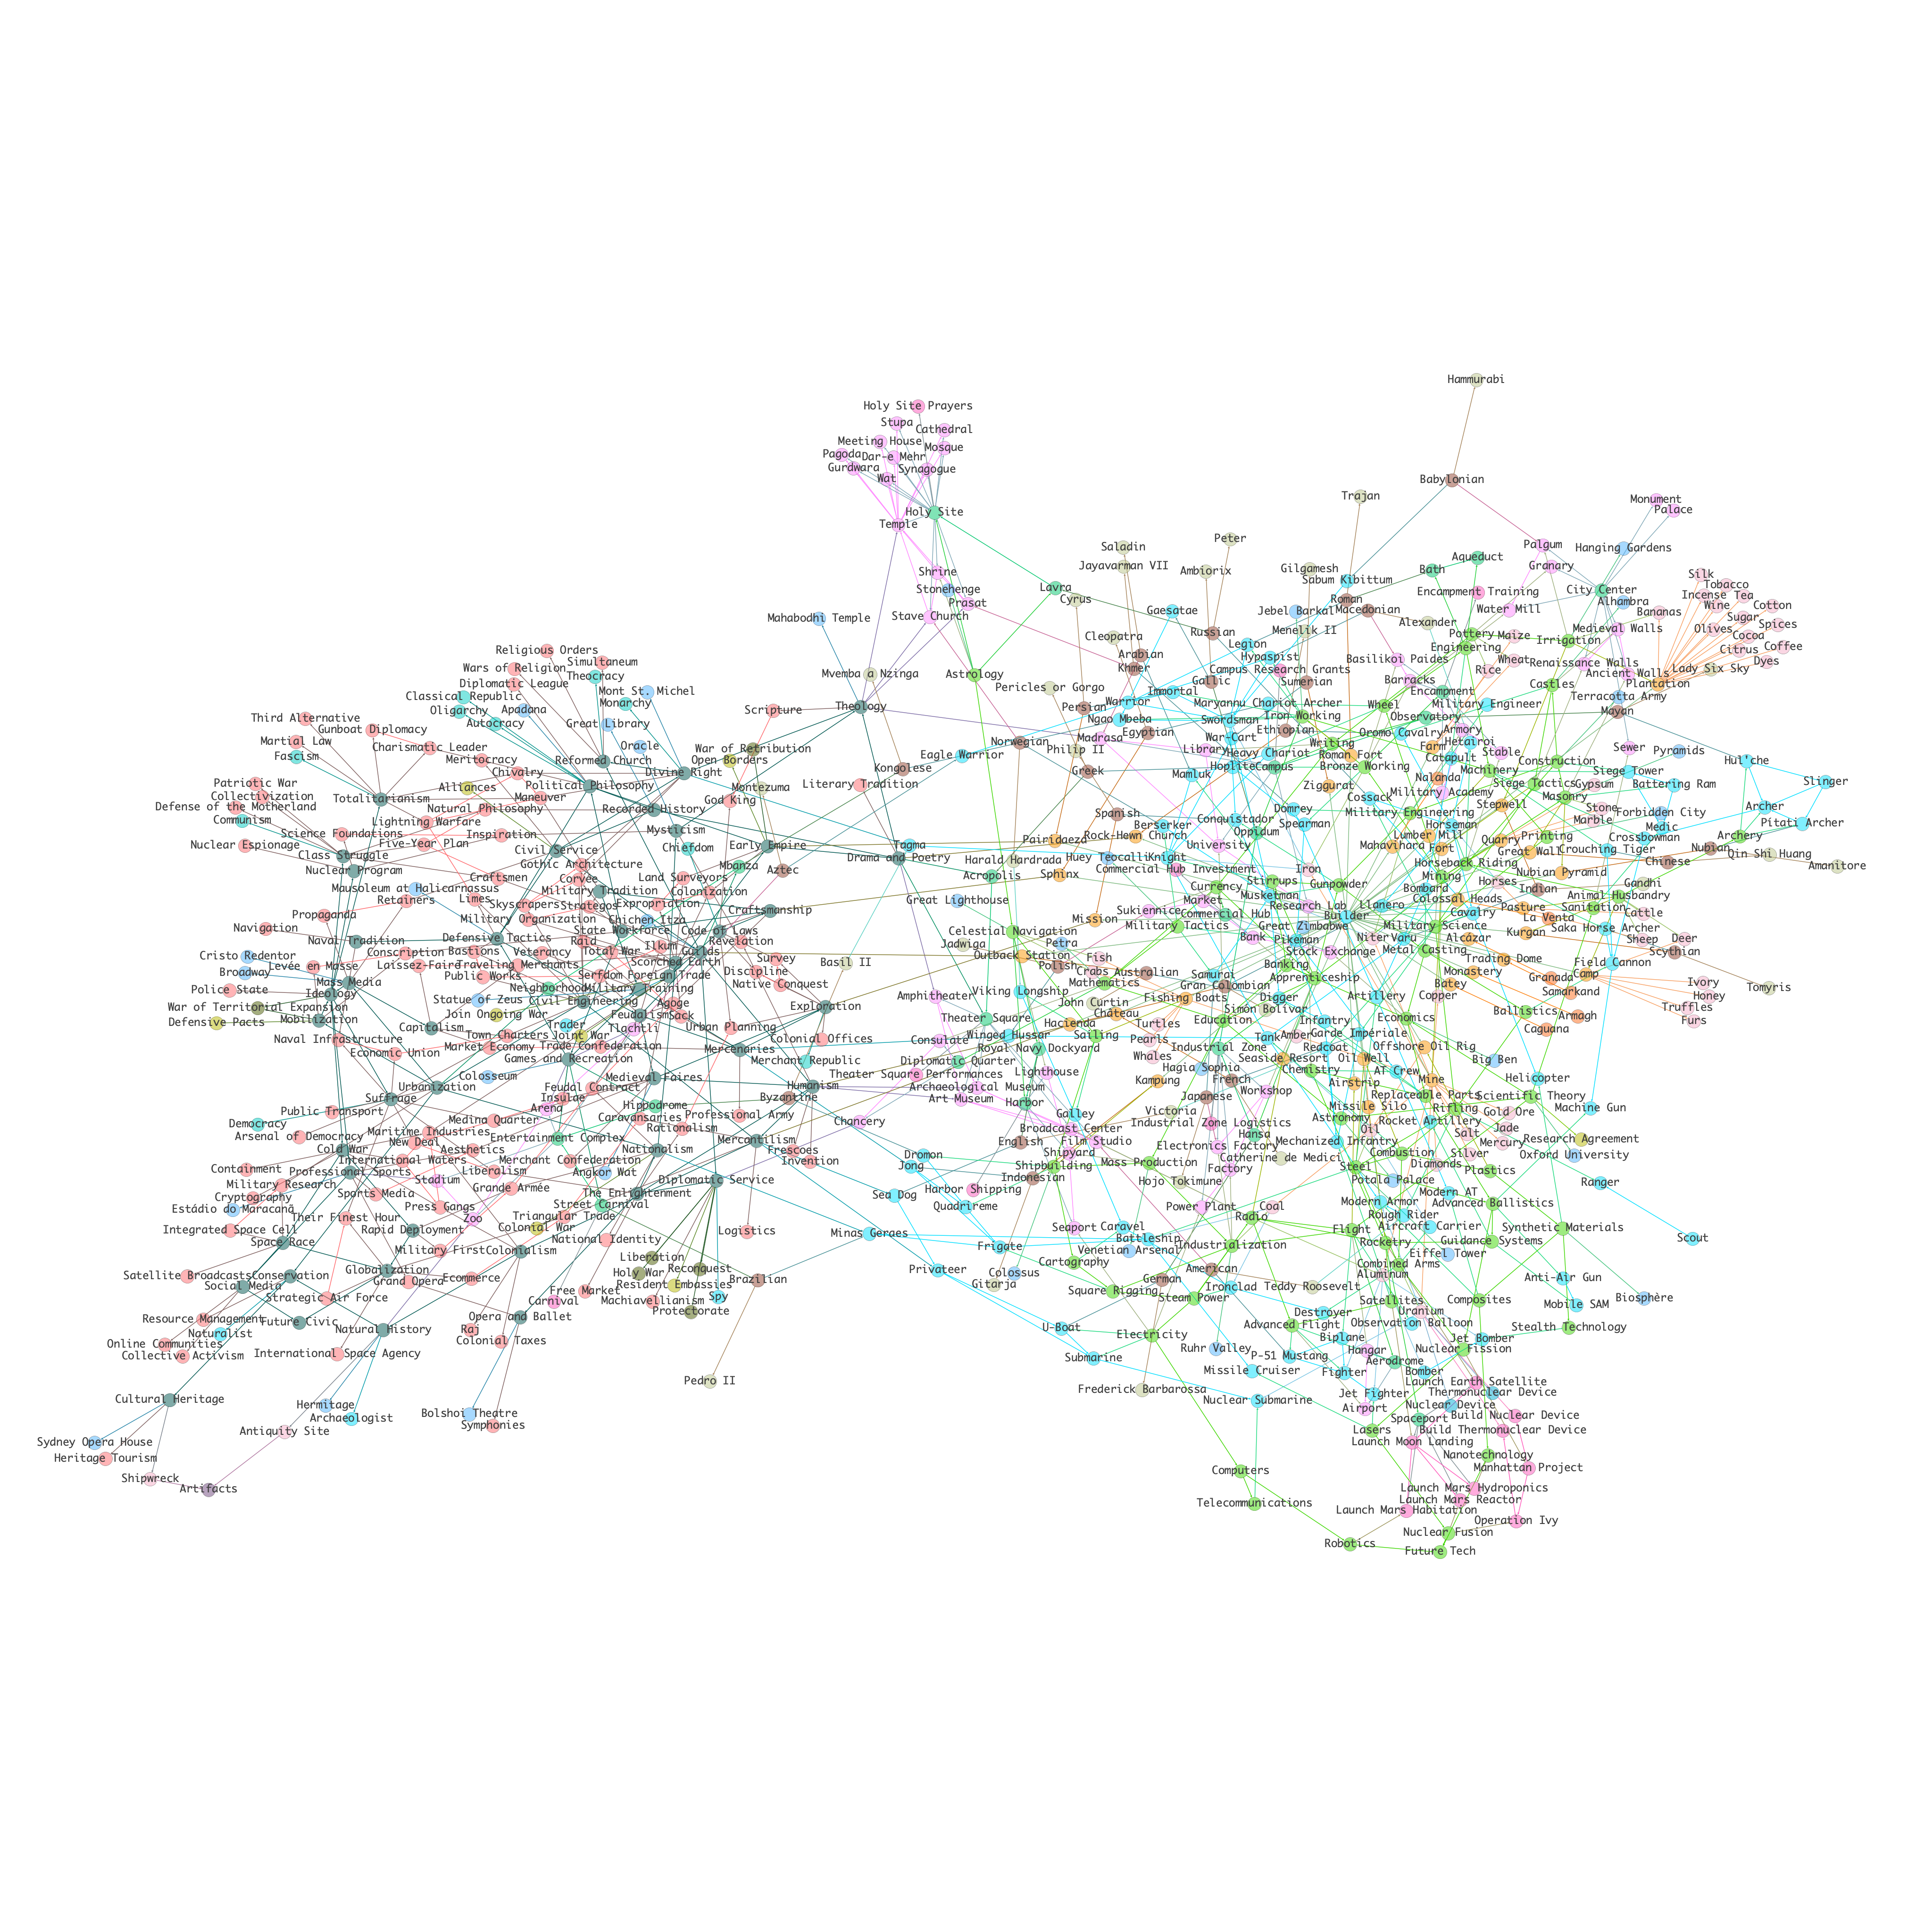 Hammurabi
Holy Site Prayers
Stupa
Cathedral
Meeting House
Mosque
Pagoda
Dar-e Mehr
Gurdwara
Synagogue
Wat
Babylonian
Trajan
Monument
Palace
Holy Site
Temple
Peter
Saladin
Palgum
Hanging Gardens
Jayavarman VII
Ambiorix
Gilgamesh
Aqueduct
Bath
Granary
Shrine
Sabum Kibittum
Silk
Tobacco
Stonehenge
Lavra
Encampment Training
City Center
Incense
Tea
Prasat
Cyrus
Roman
Alhambra
Wine
Cotton
Mahabodhi Temple
Stave Church
Gaesatae
Jebel Barkal
Macedonian
Water Mill
Bananas
Sugar
Spices
Cleopatra
Russian
Menelik II
Alexander
Pottery
Maize
Irrigation
Medieval Walls
Olives
Cocoa
Engineering
Citrus
Coffee
Religious Orders
Arabian
Legion
Hypaspist
Basilikoi Paides
Wheat
Renaissance Walls
Dyes
Wars of Religion
Simultaneum
Khmer
Campus Research Grants
Rice
Ancient Walls
Lady Six Sky
Diplomatic League
Theocracy
Mvemba a Nzinga
Astrology
Gallic
Sumerian
Barracks
Castles
Plantation
Classical Republic
Mont St. Michel
Pericles or Gorgo
Immortal
Encampment
Terracotta Army
Oligarchy
Apadana
Monarchy
Scripture
Theology
Persian
Warrior
Maryannu Chariot Archer
Wheel
Military Engineer
Mayan
Third Alternative
Autocracy
Great Library
Ngao Mbeba
Swordsman
Iron Working
Observatory
Gunboat Diplomacy
Egyptian
War-Cart
Ethiopian
Oromo Cavalry
Armory
Martial Law
Charismatic Leader
Oracle
War of Retribution
Eagle Warrior
Norwegian
Madrasa
Library
Writing
Farm
Hetairoi
Stable
Sewer
Pyramids
Fascism
Meritocracy
Reformed Church
Open Borders
Philip II
Heavy Chariot
Roman Fort
Catapult
Construction
Hul'che
Chivalry
Divine Right
Kongolese
Greek
Hoplite
Campus
Bronze Working
Machinery
Siege Tower
Patriotic War
Alliances
Political Philosophy
Montezuma
Literary Tradition
Mamluk
Ziggurat
Nalanda
Siege Tactics
Gypsum
Battering Ram
Slinger
Collectivization
Totalitarianism
Maneuver
God King
Cossack
Military Academy
Masonry
Defense of the Motherland
Natural Philosophy
Recorded History
Spanish
Domrey
Military Engineering
Stepwell
Stone
Forbidden City
Archer
Communism
Lightning Warfare
Conquistador
Spearman
Horseman
Marble
Medic
Pitati Archer
Science Foundations
Inspiration
Mysticism
Berserker
Oppidum
Lumber Mill
Quarry
Printing
Crossbowman
Archery
Nuclear Espionage
Five-Year Plan
Civil Service
Chiefdom
Early Empire
Tagma
Pairidaeza
Rock-Hewn Church
University
Mahavihara
Fort
Great Wall
Crouching Tiger
Nubian
Class Struggle
Gothic Architecture
Mbanza
Drama and Poetry
Harald Hardrada
Huey Teocalli
Knight
Horseback Riding
Chinese
Qin Shi Huang
Nuclear Program
Corvée
Land Surveyors
Aztec
Acropolis
Sphinx
Commercial Hub Investment
Iron
Mining
Nubian Pyramid
Amanitore
Mausoleum at Halicarnassus
Craftsmen
Military Tradition
Colonization
Great Lighthouse
Currency
Stirrups
Gunpowder
Bombard
Horses
Indian
Gandhi
Retainers
Limes
Skyscrapers
Strategos
Expropriation
Craftsmanship
Market
Musketman
Colossal Heads
Animal Husbandry
Propaganda
Military
Organization
Chichen Itza
Mission
Sukiennice
Commercial Hub
Research Lab
Builder
Llanero
Cavalry
Pasture
Sanitation
Cattle
Navigation
State Workforce
Code of Laws
Celestial Navigation
Military Tactics
Great Zimbabwe
Military Science
La Venta
Saka Horse Archer
Naval Tradition
Defensive Tactics
Raid
Ilkum
Revelation
Jadwiga
Petra
Bank
Pikeman
Niter
Vara
Alcázar
Kurgan
Sheep
Deer
Cristo Redentor
Conscription
Bastions
Veterancy
Total War
Guilds
Survey
Outback Station
Fish
Stock Exchange
Metal Casting
Scythian
Broadway
Levée en Masse
Laissez-Faire
Traveling Merchants
Scorched Earth
Basil II
Polish
Crabs
Australian
Banking
Trading Dome
Field Cannon
Mass Media
Public Works
Serfdom
Foreign Trade
Discipline
Mathematics
Samurai
Apprenticeship
Monastery
Granada
Camp
Police State
Ideology
Neighborhood
Military Training
Native Conquest
Viking Longship
Gran Colombian
Batey
Samarkand
Ivory
Tomyris
War of Territorial Expansion
Statue of Zeus
Civil Engineering
Agoge
Exploration
Amphitheater
John Curtin
Fishing Boats
Digger
Artillery
Copper
Honey
Defensive Pacts
Mobilization
Join Ongoing War
Feudalism
Sack
Theater Square
Château
Simón Bolívar
Ballistics
Armagh
Truffles
Capitalism
Trader
Tlachtli
Urban Planning
Hacienda
Turtles
Education
Infantry
Economics
Caguana
Furs
Naval Infrastructure
Town Charters
Joint War
Colonial Offices
Consulate
Winged Hussar
Sailing
Pearls
Tank
Amber
Garde Impériale
Economic Union
Market Economy
Trade Confederation
Mercenaries
Royal Navy Dockyard
Industrial Zone
Redcoat
Offshore Oil Rig
Games and Recreation
Merchant Republic
Diplomatic Quarter
Whales
Seaside Resort
Oil Well
Big Ben
Colosseum
Medieval Faires
Theater Square Performances
Lighthouse
Hagia Sophia
Chemistry
AT Crew
Helicopter
Urbanization
Feudal Contract
Humanism
Archaeological Museum
Kampung
French
Airstrip
Mine
Suffrage
Insulae
Byzantine
Art Museum
Harbor
Japanese
Workshop
Replaceable Parts
Scientific Theory
Public Transport
Arena
Hippodrome
Galley
Victoria
Missile Silo
Rifling
Gold Ore
Machine Gun
Democracy
Medina Quarter
Caravansaries
Professional Army
Chancery
Industrial Zone Logistics
Astronomy
Rocket Artillery
Jade
Arsenal of Democracy
Maritime Industries
Rationalism
Broadcast Center
Hansa
Oil
Salt
New Deal
Entertainment Complex
Mercantilism
English
Film Studio
Electronics Factory
Mechanized Infantry
Mercury
Research Agreement
Cold War
Aesthetics
Nationalism
Frescoes
Dromon
Shipyard
Catherine de Medici
Combustion
Silver
Oxford University
International Waters
Merchant Confederation
Invention
Jong
Shipbuilding
Mass Production
Factory
Steel
Diamonds
Plastics
Containment
Professional Sports
Liberalism
Angkor Wat
Diplomatic Service
Indonesian
Hojo Tokimune
Potala Palace
Military Research
Stadium
Grande Armée
The Enlightenment
Sea Dog
Harbor Shipping
Modern AT
Ranger
Cryptography
Sports Media
Street Carnival
Quadrireme
Power Plant
Coal
Modern Armor
Advanced Ballistics
Estádio do Maracanã
Press Gangs
Triangular Trade
Radio
Rough Rider
Their Finest Hour
Zoo
Colonial War
Logistics
Minas Geraes
Seaport
Caravel
Flight
Aircraft Carrier
Synthetic Materials
Integrated Space Cell
Rapid Deployment
National Identity
Battleship
Industrialization
Rocketry
Guidance Systems
Scout
Space Race
Military First
Colonialism
Liberation
Frigate
Venetian Arsenal
Eiffel Tower
Satellite Broadcasts
Conservation
Globalization
Holy War
Reconquest
Privateer
Colossus
Cartography
American
Combined Arms
Social Media
Grand Opera
Ecommerce
Resident Embassies
Brazilian
Gitarja
German
Aluminum
Anti-Air Gun
Strategic Air Force
Free Market
Spy
Square Rigging
Ironclad
Teddy Roosevelt
Carnival
Machiavellianism
Steam Power
Satellites
Composites
Mobile SAM
Biosphère
Resource Management
Future Civic
Opera and Ballet
Protectorate
Destroyer
Uranium
Naturalist
Natural History
Raj
U-Boat
Electricity
Advanced Flight
Observation Balloon
Stealth Technology
Online Communities
Colonial Taxes
Biplane
Jet Bomber
Collective Activism
International Space Agency
Submarine
Ruhr Valley
P-51 Mustang
Hangar
Nuclear Fission
Missile Cruiser
Fighter
Aerodrome
Bomber
Pedro II
Frederick Barbarossa
Launch Earth Satellite
Cultural Heritage
Nuclear Submarine
Jet Fighter
Thermonuclear Device
Hermitage
Airport
Nuclear Device
Archaeologist
Bolshoi Theatre
Spaceport
Build Nuclear Device
Antiquity Site
Symphonies
Lasers
Build Thermonuclear Device
Sydney Opera House
Launch Moon Landing
Heritage Tourism
Nanotechnology
Shipwreck
Computers
Manhattan Project
Artifacts
Launch Mars Hydroponics
Telecommunications
Launch Mars Reactor
Launch Mars Habitation
Operation Ivy
Nuclear Fusion
Robotics
Future Tech